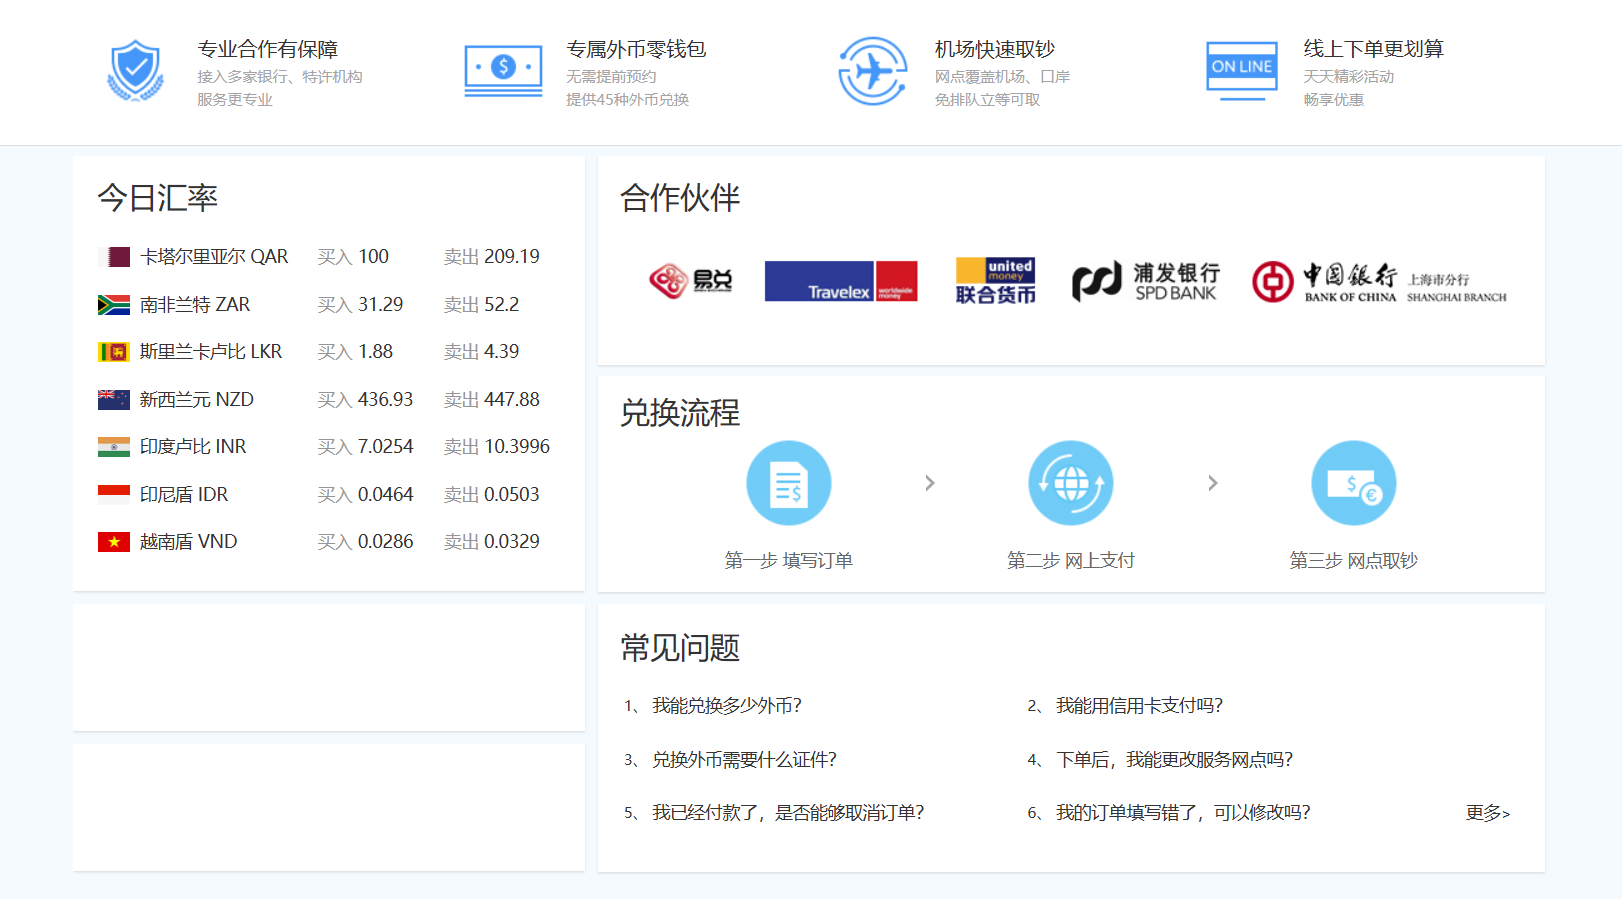 专业合作有保障
接入多家银行、特许机构
服务更专业
专属外币零钱包
无需提前预约
提供45种外币兑换
机场快速取钞
网点覆盖机场、口岸
免排队立等可取
ON LINE
线上下单更划算
天天精彩活动
畅享优惠
今日汇率
卡塔尔里亚尔 QAR 买入 100 卖出 209.19
南非兰特 ZAR 买入 31.29 卖出 52.2
斯里兰卡卢比 LKR 买入 1.88 卖出 4.39
新西兰元 NZD 买入 436.93 卖出 447.88
印度卢比 INR 买入 7.0254 卖出 10.3996
印尼盾 IDR 买入 0.0464 卖出 0.0503
越南盾 VND 买入 0.0286 卖出 0.0329
合作伙伴
易兑
Travelex
worldwide
money
united
money
联合货币
浦发银行
SPD BANK
中国银行
BANK OF CHINA
上海市分行
SHANGHAI BRANCH
兑换流程
第一步 填写订单
第二步 网上支付
第三步 网点取钞
常见问题
1、 我能兑换多少外币？
2、 我能用信用卡支付吗？
3、 兑换外币需要什么证件？
4、 下单后，我能更改服务网点吗？
5、 我已经付款了，是否能够取消订单？
6、 我的订单填写错了，可以修改吗？
更多>